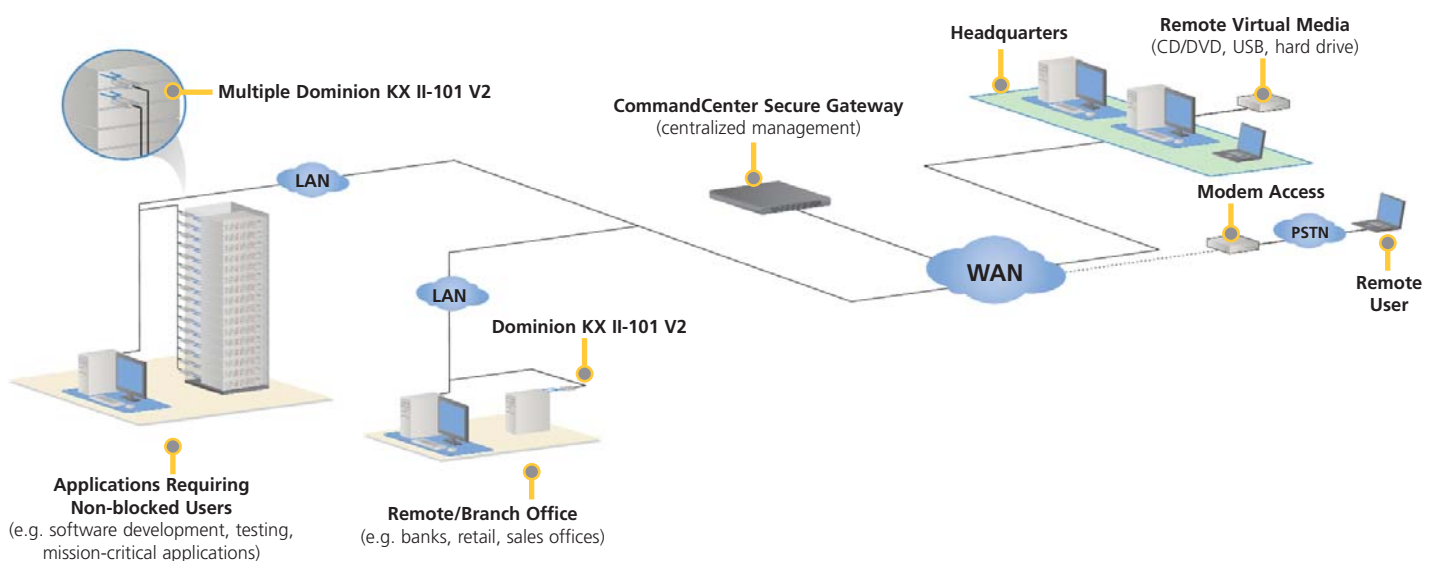 Headquarters
Remote Virtual Media
(CD/DVD, USB, hard drive)
Multiple Dominion KX II-101 V2
CommandCenter Secure Gateway
(centralized management)
LAN
Modem Access
PSTN
WAN
Remote
User
LAN
Dominion KX II-101 V2
Applications Requiring
Non-blocked Users
(e.g. software development, testing,
mission-critical applications)
Remote/Branch Office
(e.g. banks, retail, sales offices)